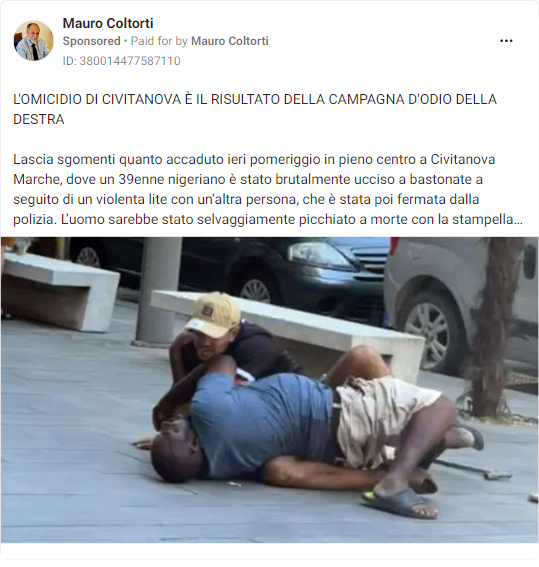 Mauro Coltorti
Sponsored • Paid for by Mauro Coltorti
ID: 380014477587110
L'OMICIDIO DI CIVITANOVA È IL RISULTATO DELLA CAMPAGNA D'ODIO DELLA
DESTRA
Lascia sgomenti quanto accaduto ieri pomeriggio in pieno centro a Civitanova
Marche, dove un 39enne nigeriano è stato brutalmente ucciso a bastonate a
seguito di un violenta lite con un'altra persona, che è stata poi fermata dalla
polizia. L’uomo sarebbe stato selvaggiamente picchiato a morte con la stampella...